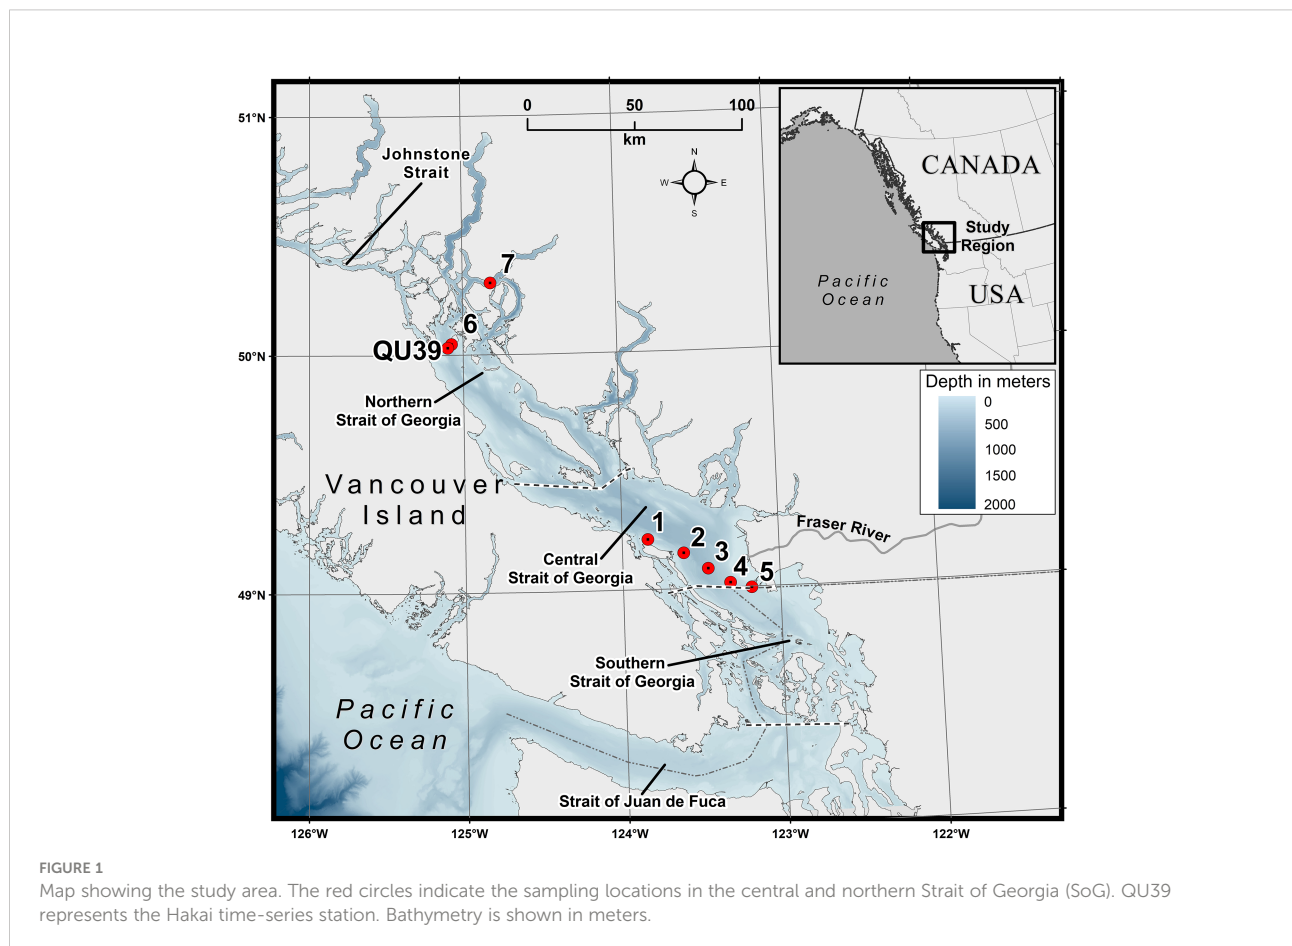 0 50 100
km
51°N
50°N
49°N
Johnstone
Strait
N
W E
S
CANADA
Study
Region
Pacific
Ocean
USA
7
6
QU39
Northern
Strait of Georgia
Depth in meters
0
500
1000
1500
2000
Vancouver
Island
1
2
3
4
5
Fraser River
Central
Strait of Georgia
Southern
Strait of Georgia
Pacific
Ocean
Strait of Juan de Fuca
126°W 125°W 124°W 123°W 122°W
FIGURE 1
Map showing the study area. The red circles indicate the sampling locations in the central and northern Strait of Georgia (SoG). QU39
represents the Hakai time-series station. Bathymetry is shown in meters.